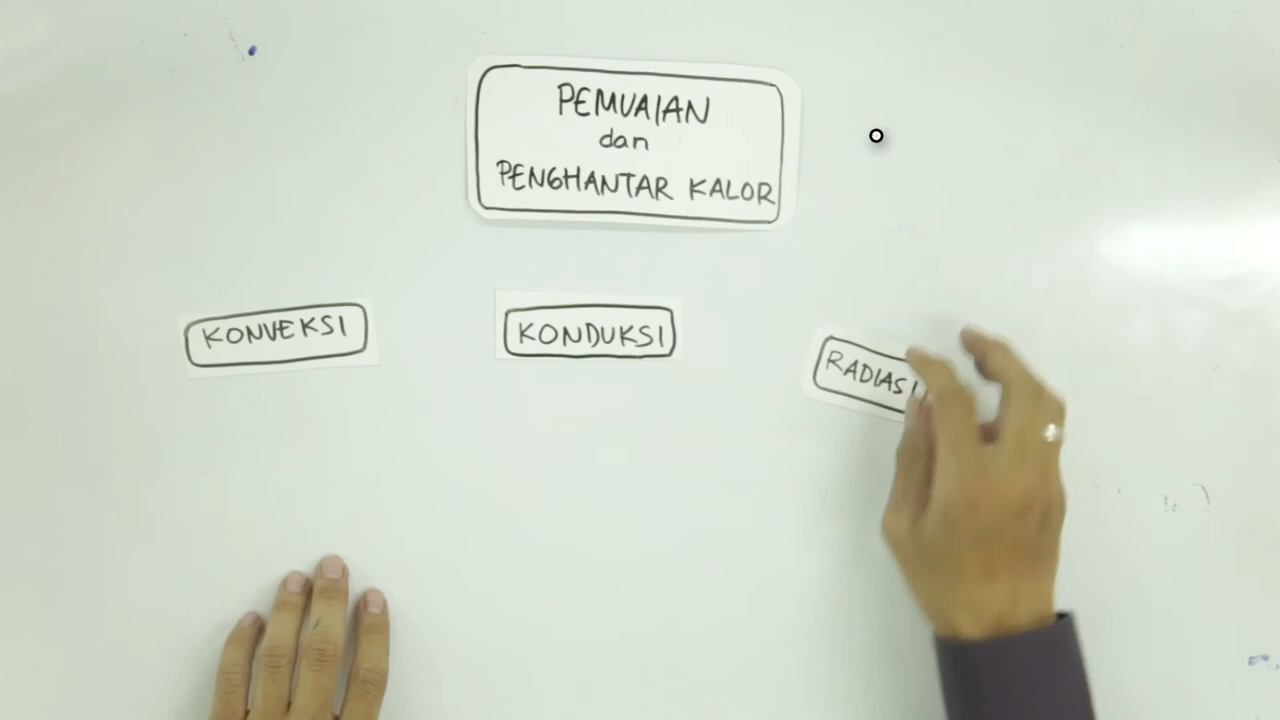 PEMUAIAN
dan
PENGHANTAR KALOR
KONVEKSI
KONDUKSI
RADIASI